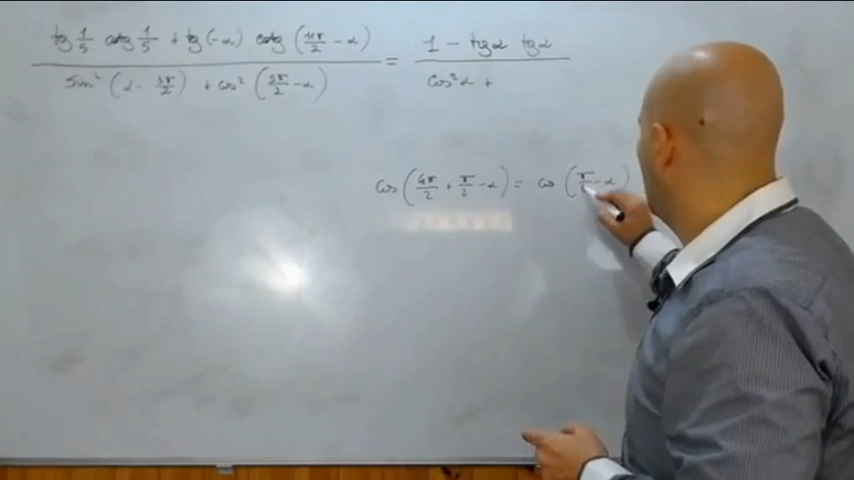 tg 1/5 ctg 1/5 + tg(-α) ctg(11π/2 - α) / sin²(α - 3π/2) + cos²(5π/2 - α) = 1 - tgα tgα / cos²α +
cos(4π/2 + π/2 - α) = cos(π/2 - α)